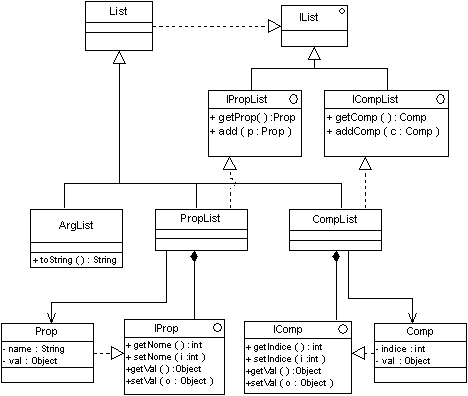 List
IList
IPropList
+ getProp() :Prop
+ add ( p : Prop )
ICompList
+ getComp () : Comp
+ addComp ( c : Comp )
ArgList
+ toString () : String
PropList
CompList
Prop
- name : String
- val : Object
IProp
+ getNome () : int
+ setNome ( i :int )
+getVal () :Object
+setVal ( o : Object )
IComp
+ getIndice () : int
+ setIndice ( i :int )
+getVal () :Object
+setVal ( o : Object )
Comp
- indice : int
- val : Object